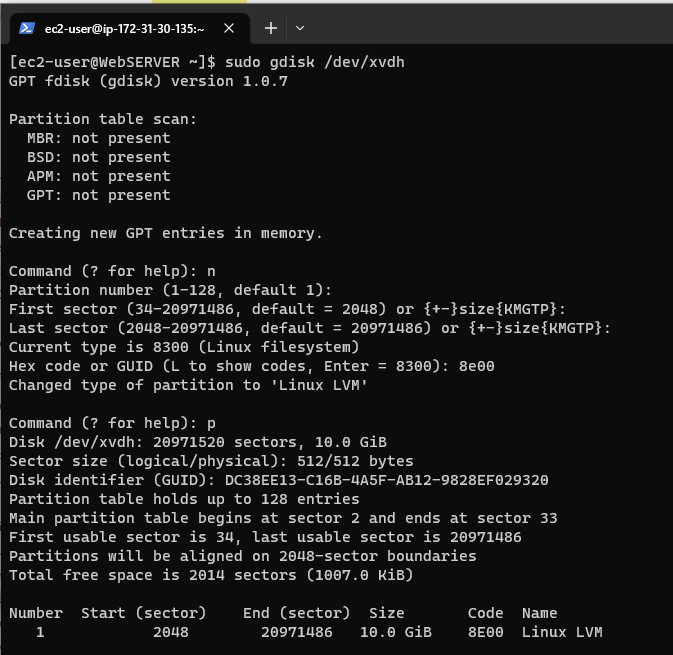 ec2-user@ip-172-31-30-135:~
[ec2-user@WebSERVER ~]$ sudo gdisk /dev/xvdh
GPT fdisk (gdisk) version 1.0.7
Partition table scan:
  MBR: not present
  BSD: not present
  APM: not present
  GPT: not present
Creating new GPT entries in memory.
Command (? for help): n
Partition number (1-128, default 1):
First sector (34-20971486, default = 2048) or {+-}size{KMGTP}:
Last sector (2048-20971486, default = 20971486) or {+-}size{KMGTP}:
Current type is 8300 (Linux filesystem)
Hex code or GUID (L to show codes, Enter = 8300): 8e00
Changed type of partition to 'Linux LVM'
Command (? for help): p
Disk /dev/xvdh: 20971520 sectors, 10.0 GiB
Sector size (logical/physical): 512/512 bytes
Disk identifier (GUID): DC38EE13-C16B-4A5F-AB12-9828EF029320
Partition table holds up to 128 entries
Main partition table begins at sector 2 and ends at sector 33
First usable sector is 34, last usable sector is 20971486
Partitions will be aligned on 2048-sector boundaries
Total free space is 2014 sectors (1007.0 KiB)
Number  Start (sector)    End (sector)  Size       Code  Name
   1            2048        20971486   10.0 GiB    8E00  Linux LVM